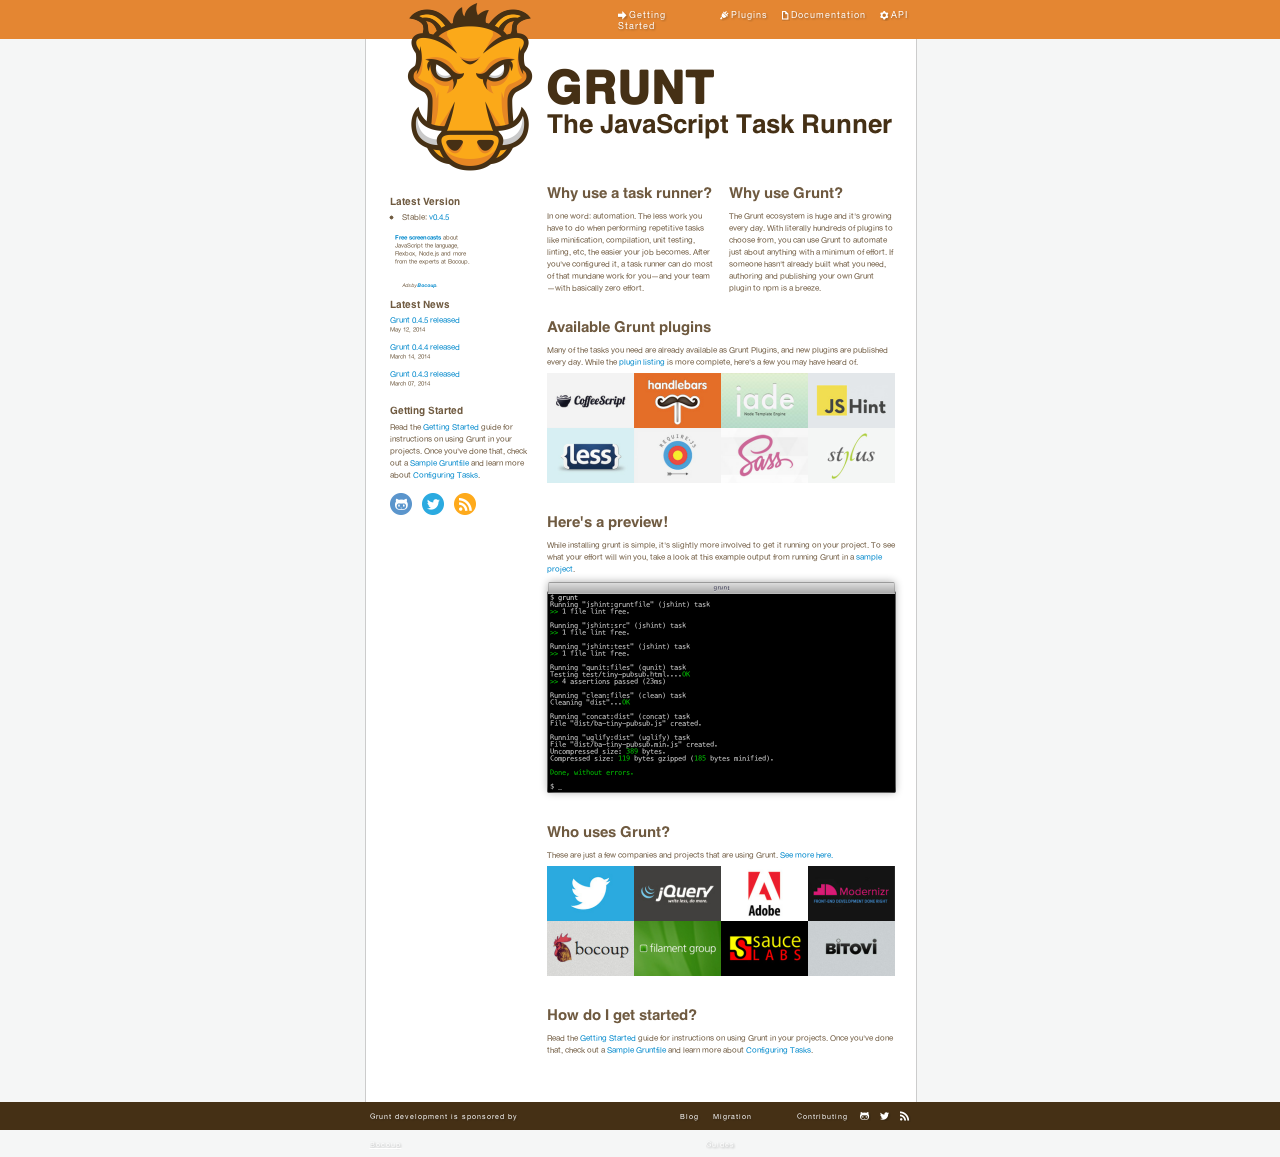 Getting Started
Plugins
Documentation
API
GRUNT
The JavaScript Task Runner
Latest Version
Stable: v0.4.5
Free screencasts about
JavaScript the language,
Flexbox, Node.js and more
from the experts at Bocoup.
Ads by Bocoup.
Latest News
Grunt 0.4.5 released
May 12, 2014
Grunt 0.4.4 released
March 14, 2014
Grunt 0.4.3 released
March 07, 2014
Getting Started
Read the Getting Started guide for
instructions on using Grunt in your
projects. Once you've done that, check
out a Sample Gruntfile and learn more
about Configuring Tasks.
Why use a task runner?
In one word: automation. The less work you
have to do when performing repetitive tasks
like minification, compilation, unit testing,
linting, etc, the easier your job becomes. After
you've configured it, a task runner can do most
of that mundane work for you—and your team
—with basically zero effort.
Why use Grunt?
The Grunt ecosystem is huge and it's growing
every day. With literally hundreds of plugins to
choose from, you can use Grunt to automate
just about anything with a minimum of effort. If
someone hasn't already built what you need,
authoring and publishing your own Grunt
plugin to npm is a breeze.
Available Grunt plugins
Many of the tasks you need are already available as Grunt Plugins, and new plugins are published
every day. While the plugin listing is more complete, here's a few you may have heard of.
CoffeeScript
handlebars
jade
Node Template Engine
JS Hint
{less}
REQUIRE.JS
Sass
stylus
Here's a preview!
While installing grunt is simple, it's slightly more involved to get it running on your project. To see
what your effort will win you, take a look at this example output from running Grunt in a sample
project.
grunt
$ grunt
Running "jshint:gruntfile" (jshint) task
>> 1 file lint free.
Running "jshint:src" (jshint) task
>> 1 file lint free.
Running "jshint:test" (jshint) task
>> 1 file lint free.
Running "qunit:files" (qunit) task
Testing test/tiny-pubsub.html....OK
>> 4 assertions passed (23ms)
Running "clean:files" (clean) task
Cleaning "dist"...OK
Running "concat:dist" (concat) task
File "dist/ba-tiny-pubsub.js" created.
Running "uglify:dist" (uglify) task
File "dist/ba-tiny-pubsub.min.js" created.
Uncompressed size: 389 bytes.
Compressed size: 119 bytes gzipped (185 bytes minified).
Done, without errors.
$ _
Who uses Grunt?
These are just a few companies and projects that are using Grunt. See more here.
jQuery
write less, do more.
Adobe
Modernizr
FRONT-END DEVELOPMENT DONE RIGHT
bocoup
filament group
SAUCE LABS
BiTOVi
How do I get started?
Read the Getting Started guide for instructions on using Grunt in your projects. Once you've done
that, check out a Sample Gruntfile and learn more about Configuring Tasks.
Grunt development is sponsored by
Blog
Migration
Contributing
Bocoup
Guides